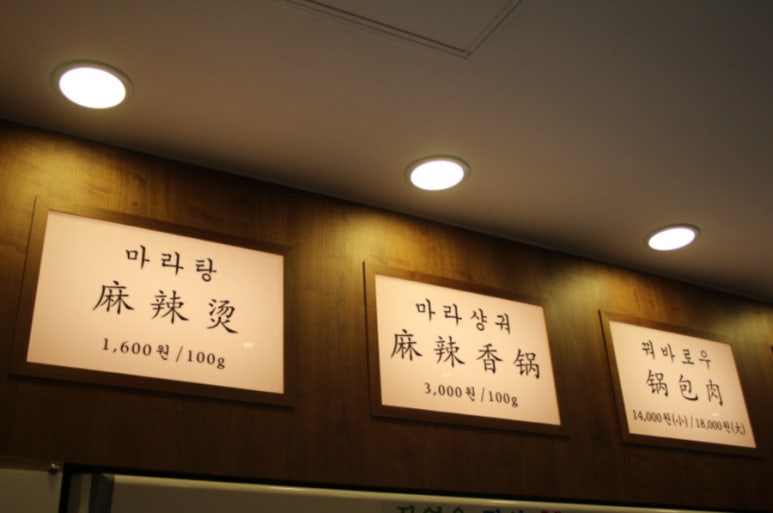 마라탕
麻辣烫
1,600원/100g
마라샹궈
麻辣香锅
3,000원/100g
꿔바로우
锅包肉
14,000원(小)/18,000원(大)